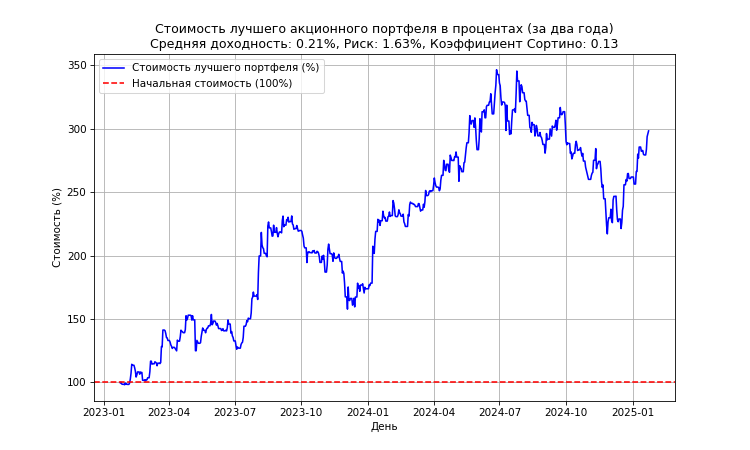 Стоимость лучшего акционного портфеля в процентах (за два года)
Средняя доходность: 0.21%, Риск: 1.63%, Коэффициент Сортино: 0.13
Стоимость лучшего портфеля (%)
Начальная стоимость (100%)
Стоимость (%)
350
300
250
200
150
100
2023-01 2023-04 2023-07 2023-10 2024-01 2024-04 2024-07 2024-10 2025-01
День